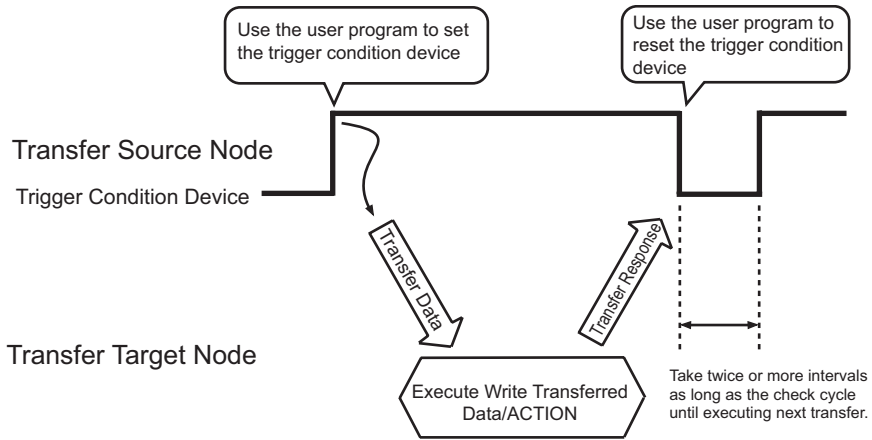 Use the user program to set
the trigger condition device
Use the user program to
reset the trigger condition
device
Transfer Source Node
Trigger Condition Device
Transfer Data
Transfer Response
Transfer Target Node
Execute Write Transferred
Data/ACTION
Take twice or more intervals
as long as the check cycle
until executing next transfer.